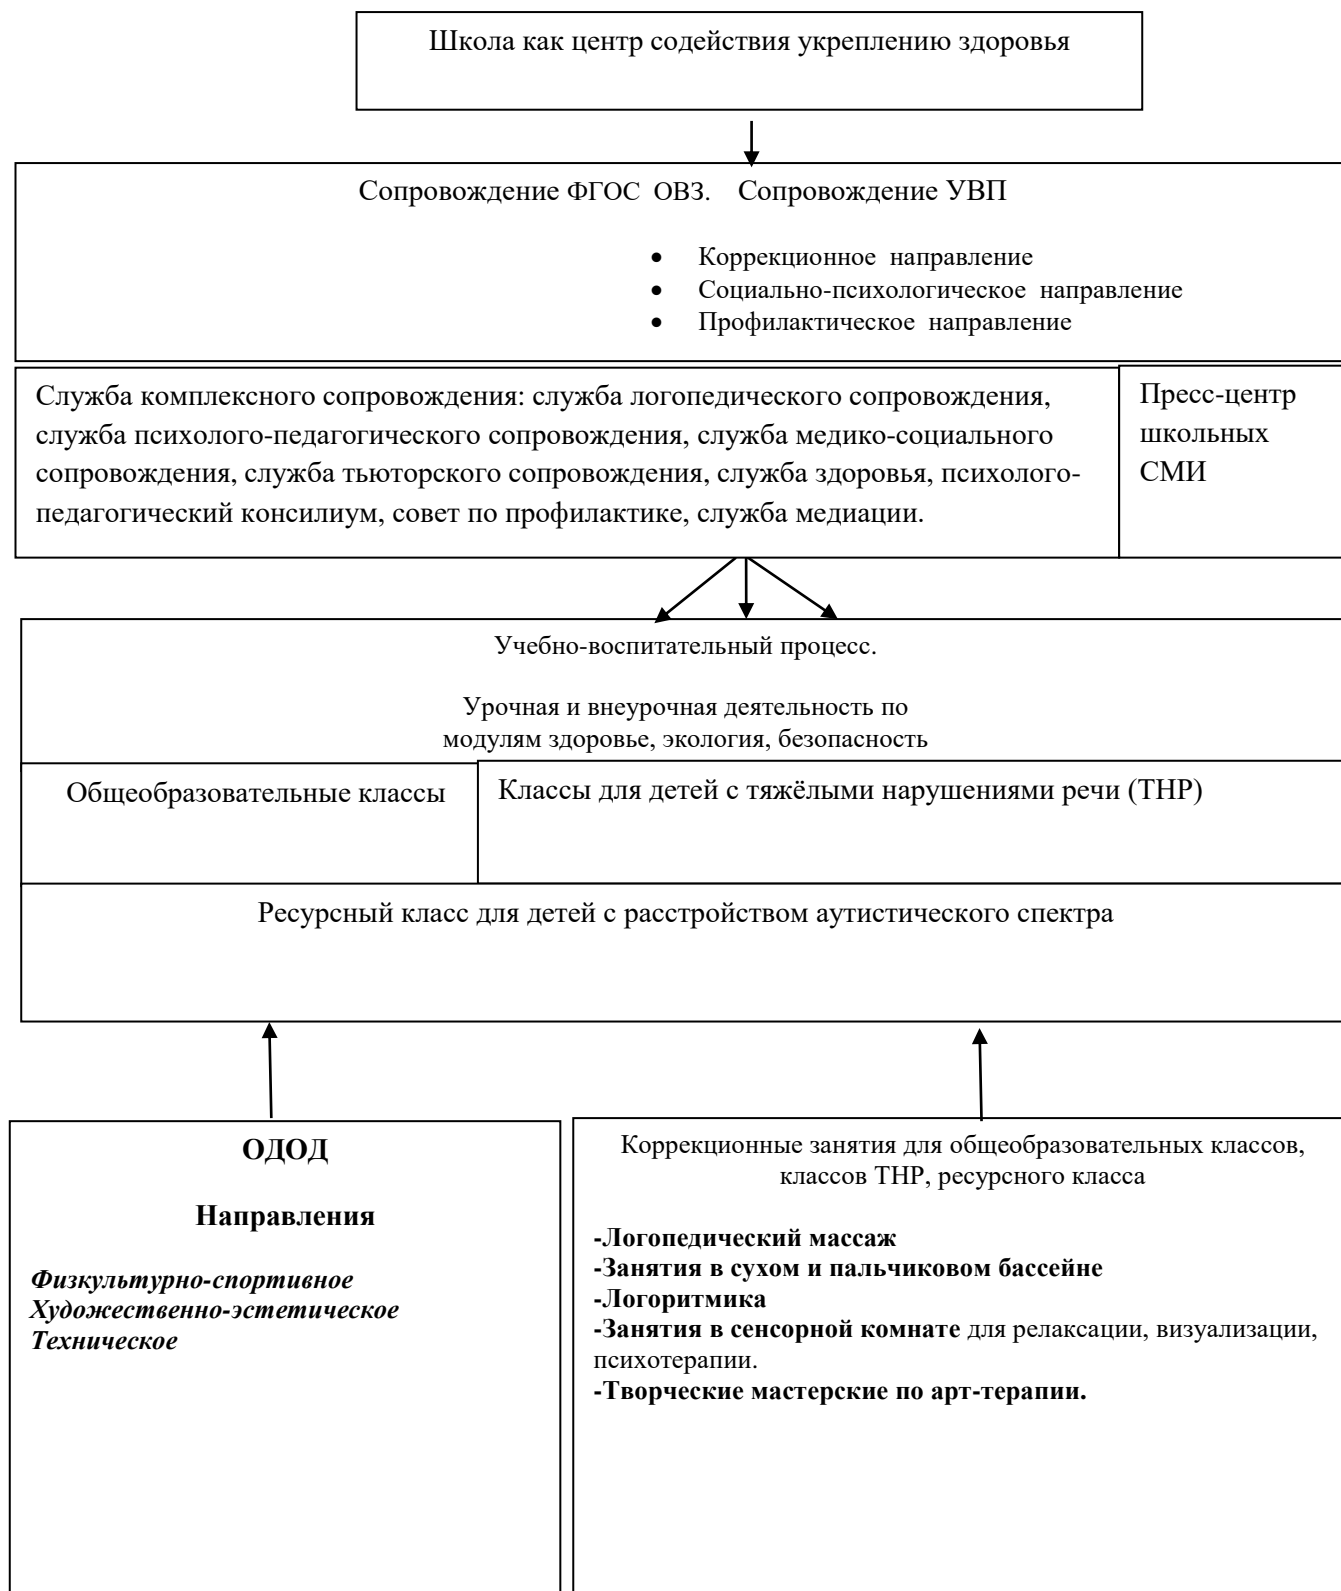 Школа как центр содействия укреплению здоровья
Сопровождение ФГОС ОВЗ. Сопровождение УВП
• Коррекционное направление
• Социально-психологическое направление
• Профилактическое направление
Служба комплексного сопровождения: служба логопедического сопровождения,
служба психолого-педагогического сопровождения, служба медико-социального
сопровождения, служба тьюторского сопровождения, служба здоровья, психолого-
педагогический консилиум, совет по профилактике, служба медиации.
Пресс-центр
школьных
СМИ
Учебно-воспитательный процесс.
Урочная и внеурочная деятельность по
модулям здоровье, экология, безопасность
Общеобразовательные классы
Классы для детей с тяжёлыми нарушениями речи (ТНР)
Ресурсный класс для детей с расстройством аутистического спектра
ОДОД
Направления
Физкультурно-спортивное
Художественно-эстетическое
Техническое
Коррекционные занятия для общеобразовательных классов,
классов ТНР, ресурсного класса
-Логопедический массаж
-Занятия в сухом и пальчиковом бассейне
-Логоритмика
-Занятия в сенсорной комнате для релаксации, визуализации,
психотерапии.
-Творческие мастерские по арт-терапии.